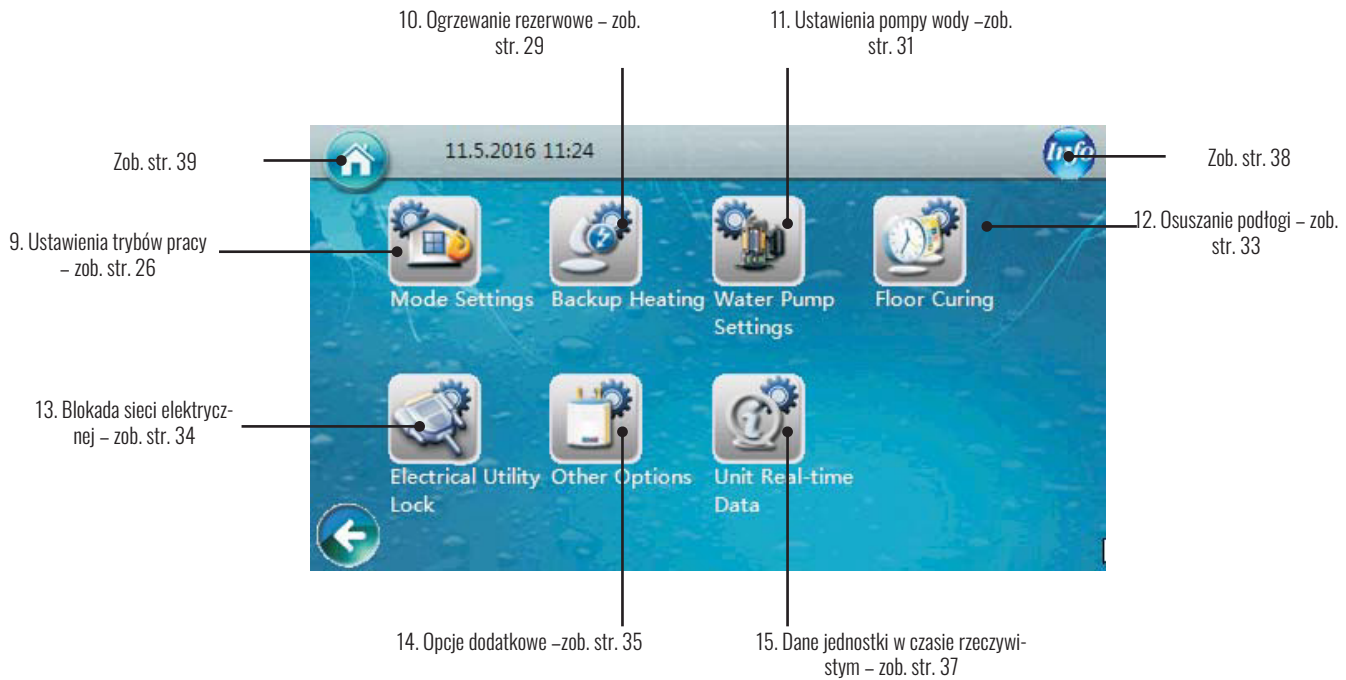 10. Ogrzewanie rezerwowe – zob.
str. 29
11. Ustawienia pompy wody –zob.
str. 31
Zob. str. 39
11.5.2016 11:24
Info
Zob. str. 38
9. Ustawienia trybów pracy
– zob. str. 26
12. Osuszanie podłogi – zob.
str. 33
Mode Settings
Backup Heating
Water Pump
Settings
Floor Curing
13. Blokada sieci elektrycz-
nej – zob. str. 34
Electrical Utility
Lock
Other Options
Unit Real-time
Data
14. Opcje dodatkowe –zob. str. 35
15. Dane jednostki w czasie rzeczywi-
stym – zob. str. 37